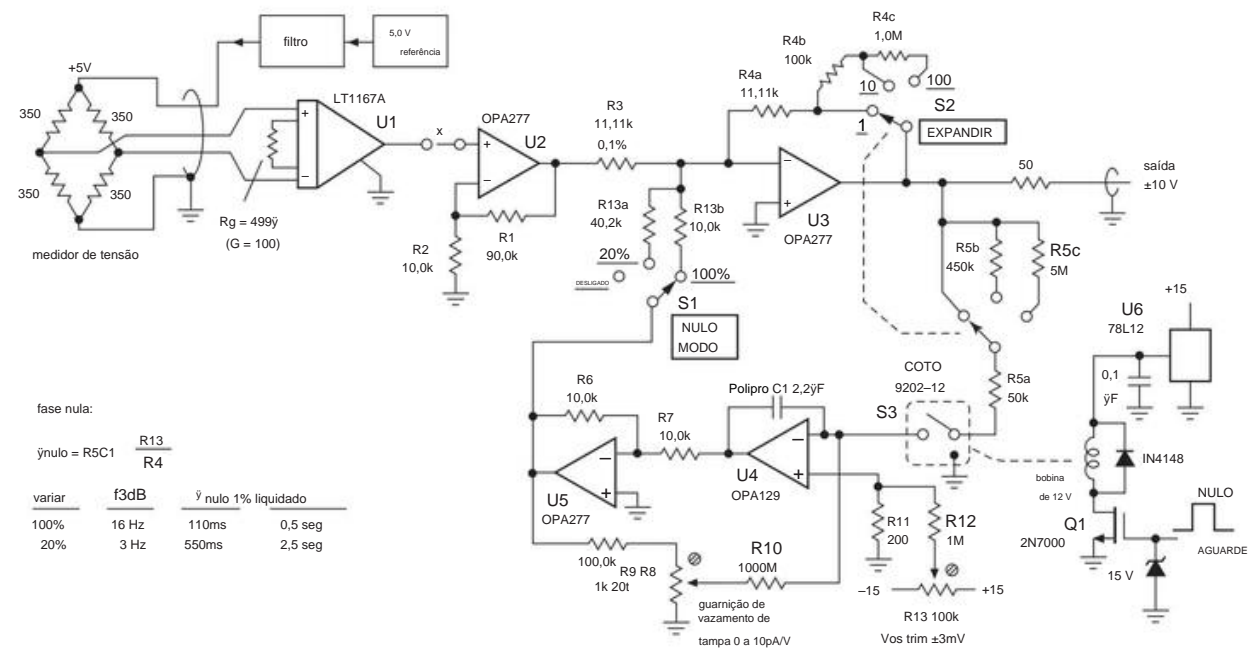 filtro
5,0 V
referência
+5V
350
350
350
350
medidor de tensão
LT1167A
U1
+
−
Rg = 499ÿ
(G = 100)
x
OPA277
U2
+
−
R1
90,0k
R2
10,0k
R3
11,11k
0,1%
R13a
40,2k
R13b
10,0k
20%
DESLIGADO
100%
S1
NULO
MODO
R4a
11,11k
R4b
100k
R4c
1,0M
10
100
1
S2
EXPANDIR
−
+
U3
OPA277
50
saída
±10 V
R5b
450k
R5c
5M
R5a
50k
COTO
9202–12
S3
U6
78L12
+15
0,1
ÿF
IN4148
bobina
de 12 V
Q1
2N7000
15 V
NULO
AGUARDE
R6
10,0k
R7
10,0k
Polipro C1 2,2ÿF
−
+
U4
OPA129
−
+
U5
OPA277
R11
200
R12
1M
R10
1000M
100,0k
R9 R8
1k 20t
guarnição de
vazamento de
tampa 0 a 10pA/V
–15
+15
R13 100k
Vos trim ±3mV
fase nula:
ÿnulo = R5C1 R13
R4
variar f3dB ÿ nulo 1% liquidado
100% 16 Hz 110ms 0,5 seg
20% 3 Hz 550ms 2,5 seg